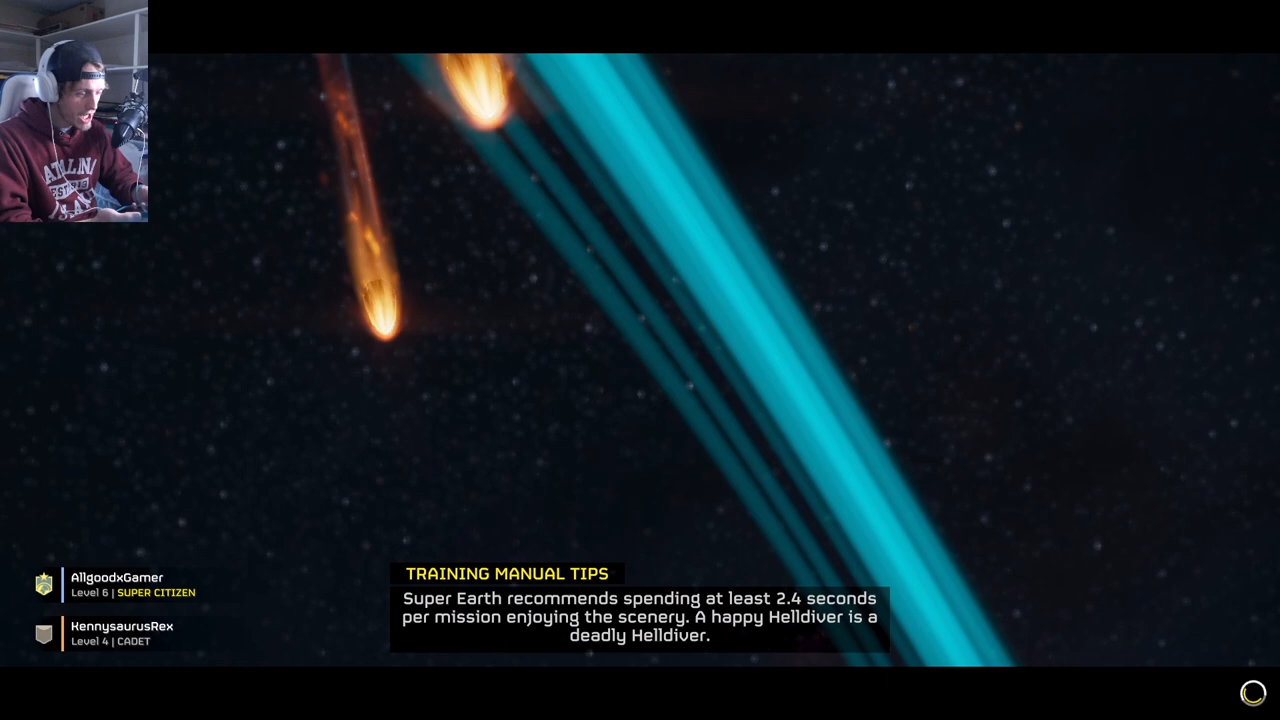 AllgoodxGamer
Level 6 | SUPER CITIZEN
KennysaurusRex
Level 4 | CADET
TRAINING MANUAL TIPS
Super Earth recommends spending at least 2.4 seconds
per mission enjoying the scenery. A happy Helldiver is a
deadly Helldiver.